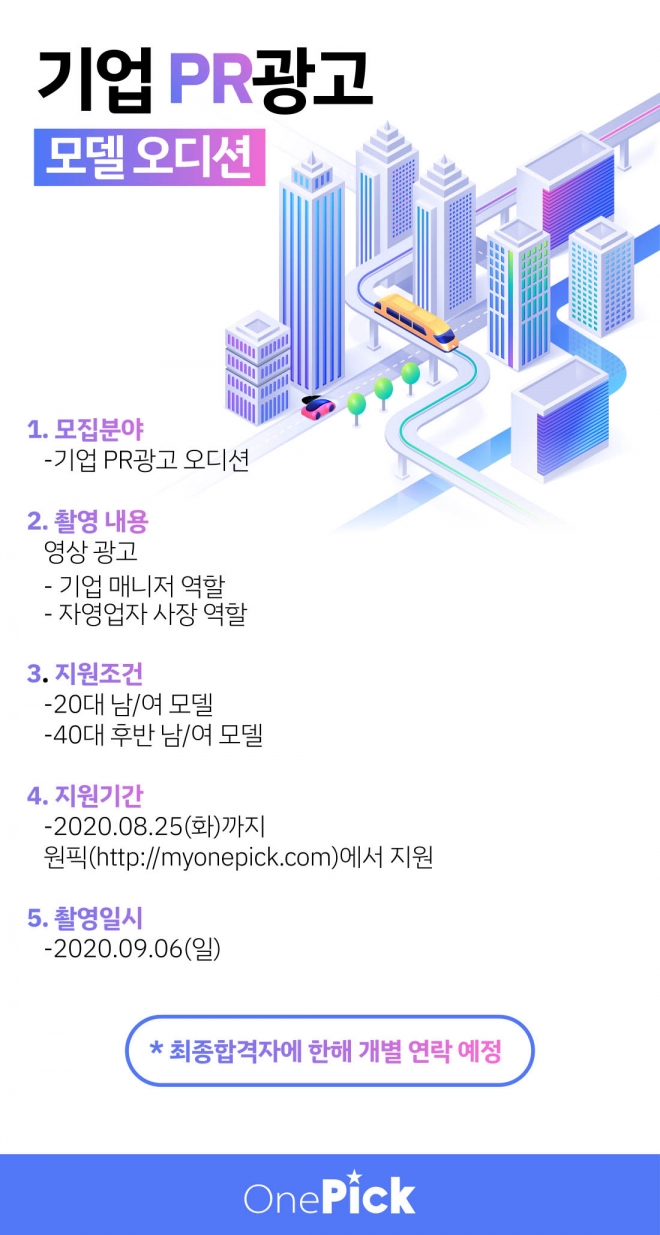 기업 PR광고
모델 오디션
1. 모집분야
-기업 PR광고 오디션
2. 촬영 내용
영상 광고
- 기업 매니저 역할
- 자영업자 사장 역할
3. 지원조건
-20대 남/여 모델
-40대 후반 남/여 모델
4. 지원기간
-2020.08.25(화)까지
원픽(http://myonepick.com)에서 지원
5. 촬영일시
-2020.09.06(일)
* 최종합격자에 한해 개별 연락 예정
OnePick